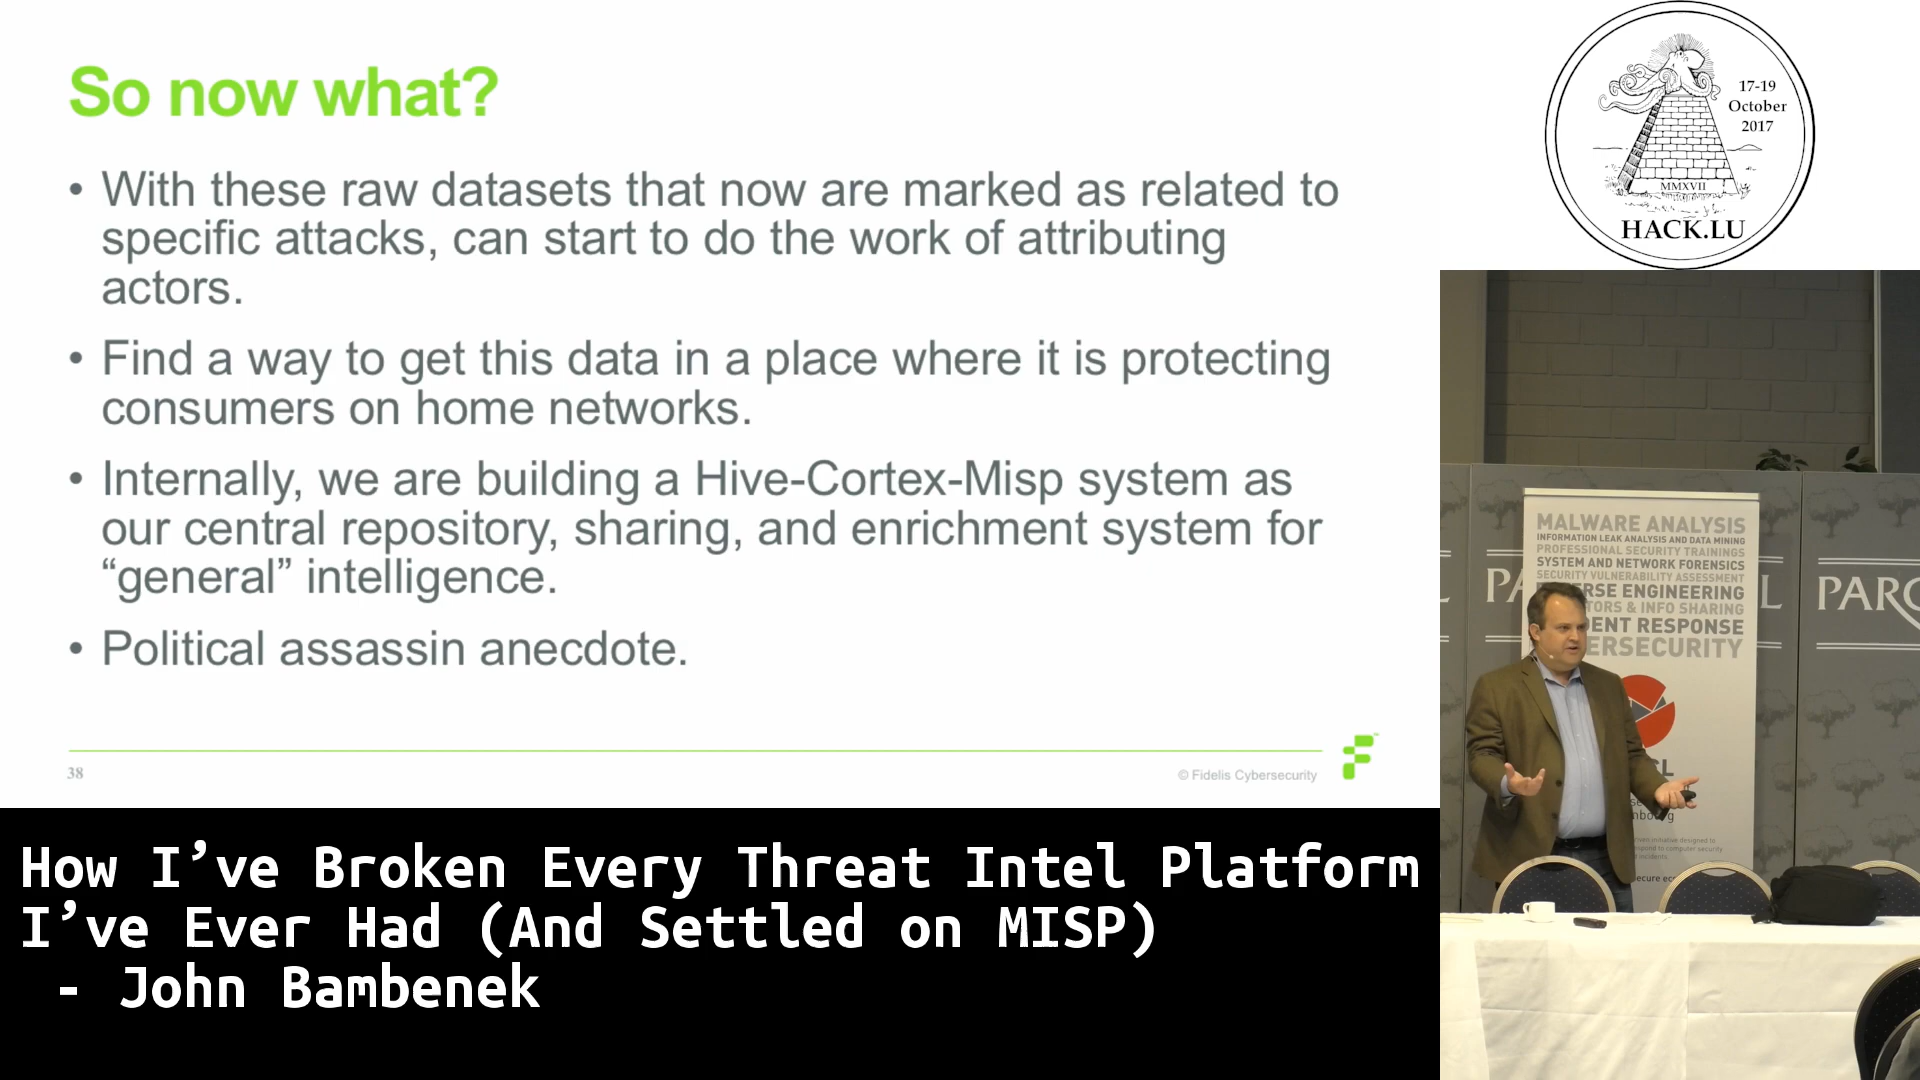 So now what?
• With these raw datasets that now are marked as related to
specific attacks, can start to do the work of attributing
actors.
• Find a way to get this data in a place where it is protecting
consumers on home networks.
• Internally, we are building a Hive-Cortex-Misp system as
our central repository, sharing, and enrichment system for
“general” intelligence.
• Political assassin anecdote.
38
© Fidelis Cybersecurity
17-19
October
2017
MMXVII
HACK.LU
MALWARE ANALYSIS
INFORMATION LEAK ANALYSIS AND DATA MINING
PROFESSIONAL SECURITY TRAININGS
SYSTEM AND NETWORK FORENSICS
SECURITY VULNERABILITY ASSESSMENT
RSE ENGINEERING
TORS & INFO SHARING
ENT RESPONSE
ERSECURITY
How I’ve Broken Every Threat Intel Platform
I’ve Ever Had (And Settled on MISP)
- John Bambenek